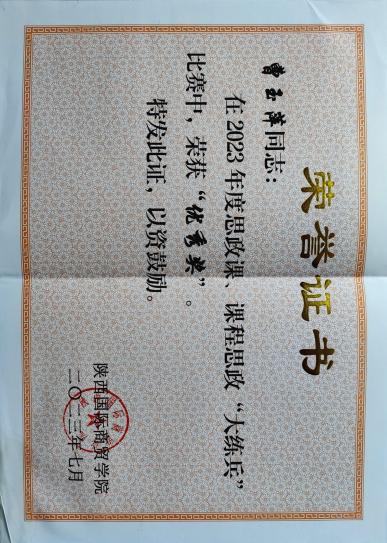 荣誉证书
曹玉萍同志：
在2023年度思政课、课程思政“大练兵”
比赛中，荣获“优秀奖”。
特发此证，以资鼓励。
陕西国际商贸学院
二〇二三年七月